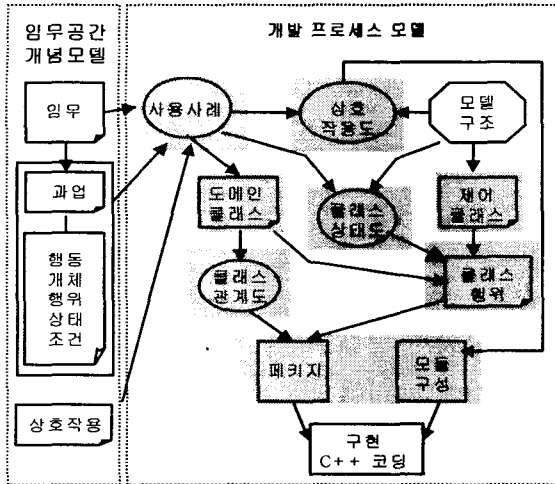 임무공간
개념모델
개발 프로세스 모델
임무
사용사례
상호
작용도
모델
구조
과업
도메인
클래스
클래스
상태도
제어
클래스
행동
개체
행위
상태
조건
클래스
관계도
클래스
행위
패키지
모듈
구성
상호작용
구현
C++ 코딩